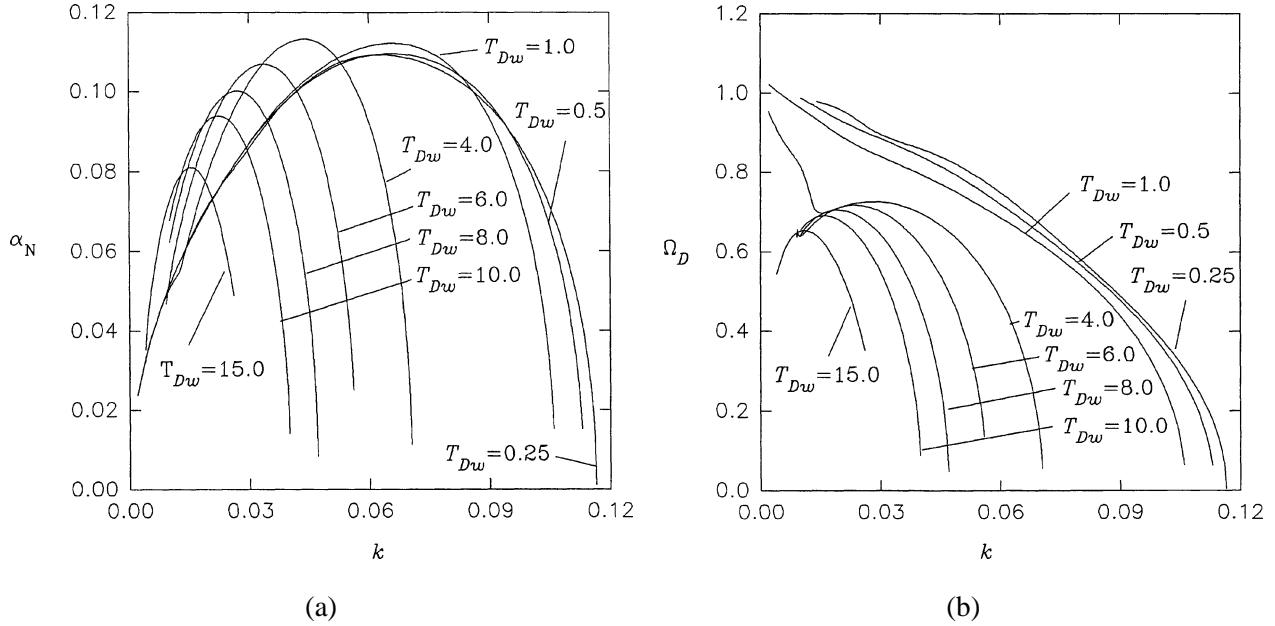 0.12
0.10
0.08
0.06
0.04
0.02
0.00
α_N
0.00 0.03 0.06 0.09 0.12
k
T_Dw=1.0
T_Dw=0.5
T_Dw=4.0
T_Dw=6.0
T_Dw=8.0
T_Dw=10.0
T_Dw=15.0
T_Dw=0.25
(a)
1.2
1.0
0.8
0.6
0.4
0.2
0.0
Ω_D
0.00 0.03 0.06 0.09 0.12
k
T_Dw=1.0
T_Dw=0.5
T_Dw=0.25
T_Dw=4.0
T_Dw=6.0
T_Dw=15.0
T_Dw=8.0
T_Dw=10.0
(b)